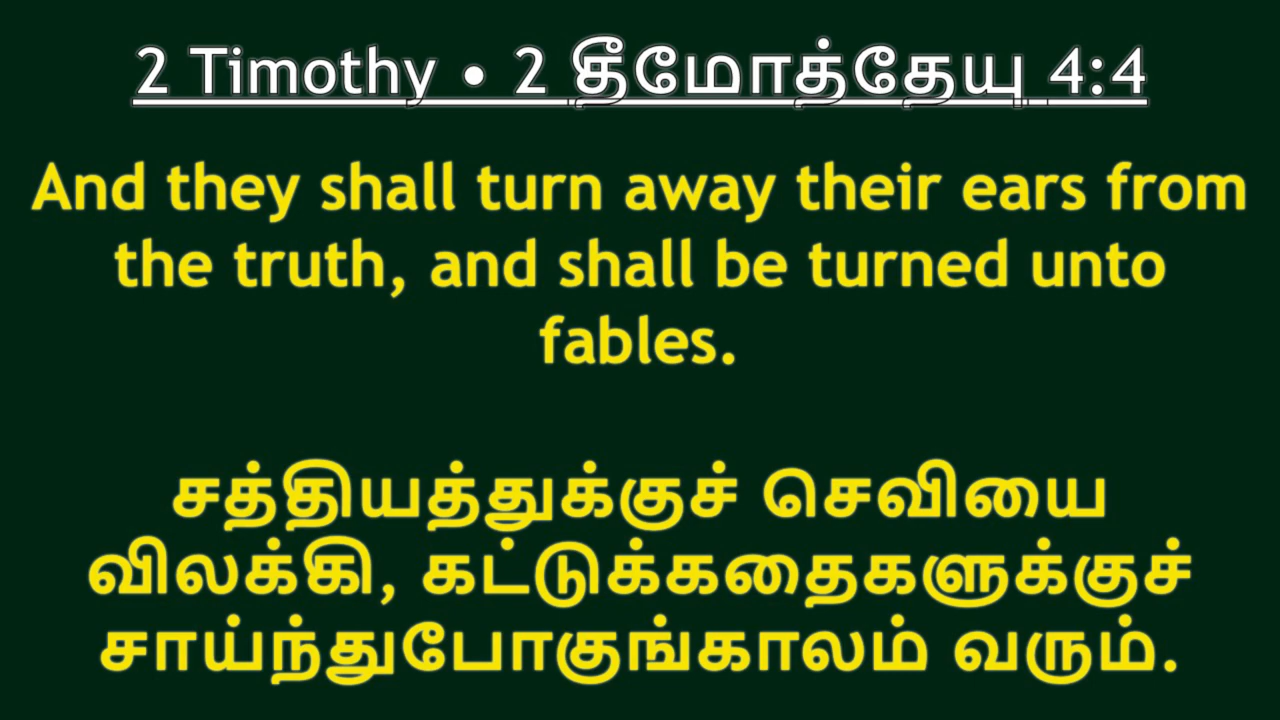 2 Timothy • 2 தீமோத்தேயு 4:4
And they shall turn away their ears from
the truth, and shall be turned unto
fables.
சத்தியத்துக்குச் செவியை
விலக்கி, கட்டுக்கதைகளுக்குச்
சாய்ந்துபோகுங்காலம் வரும்.